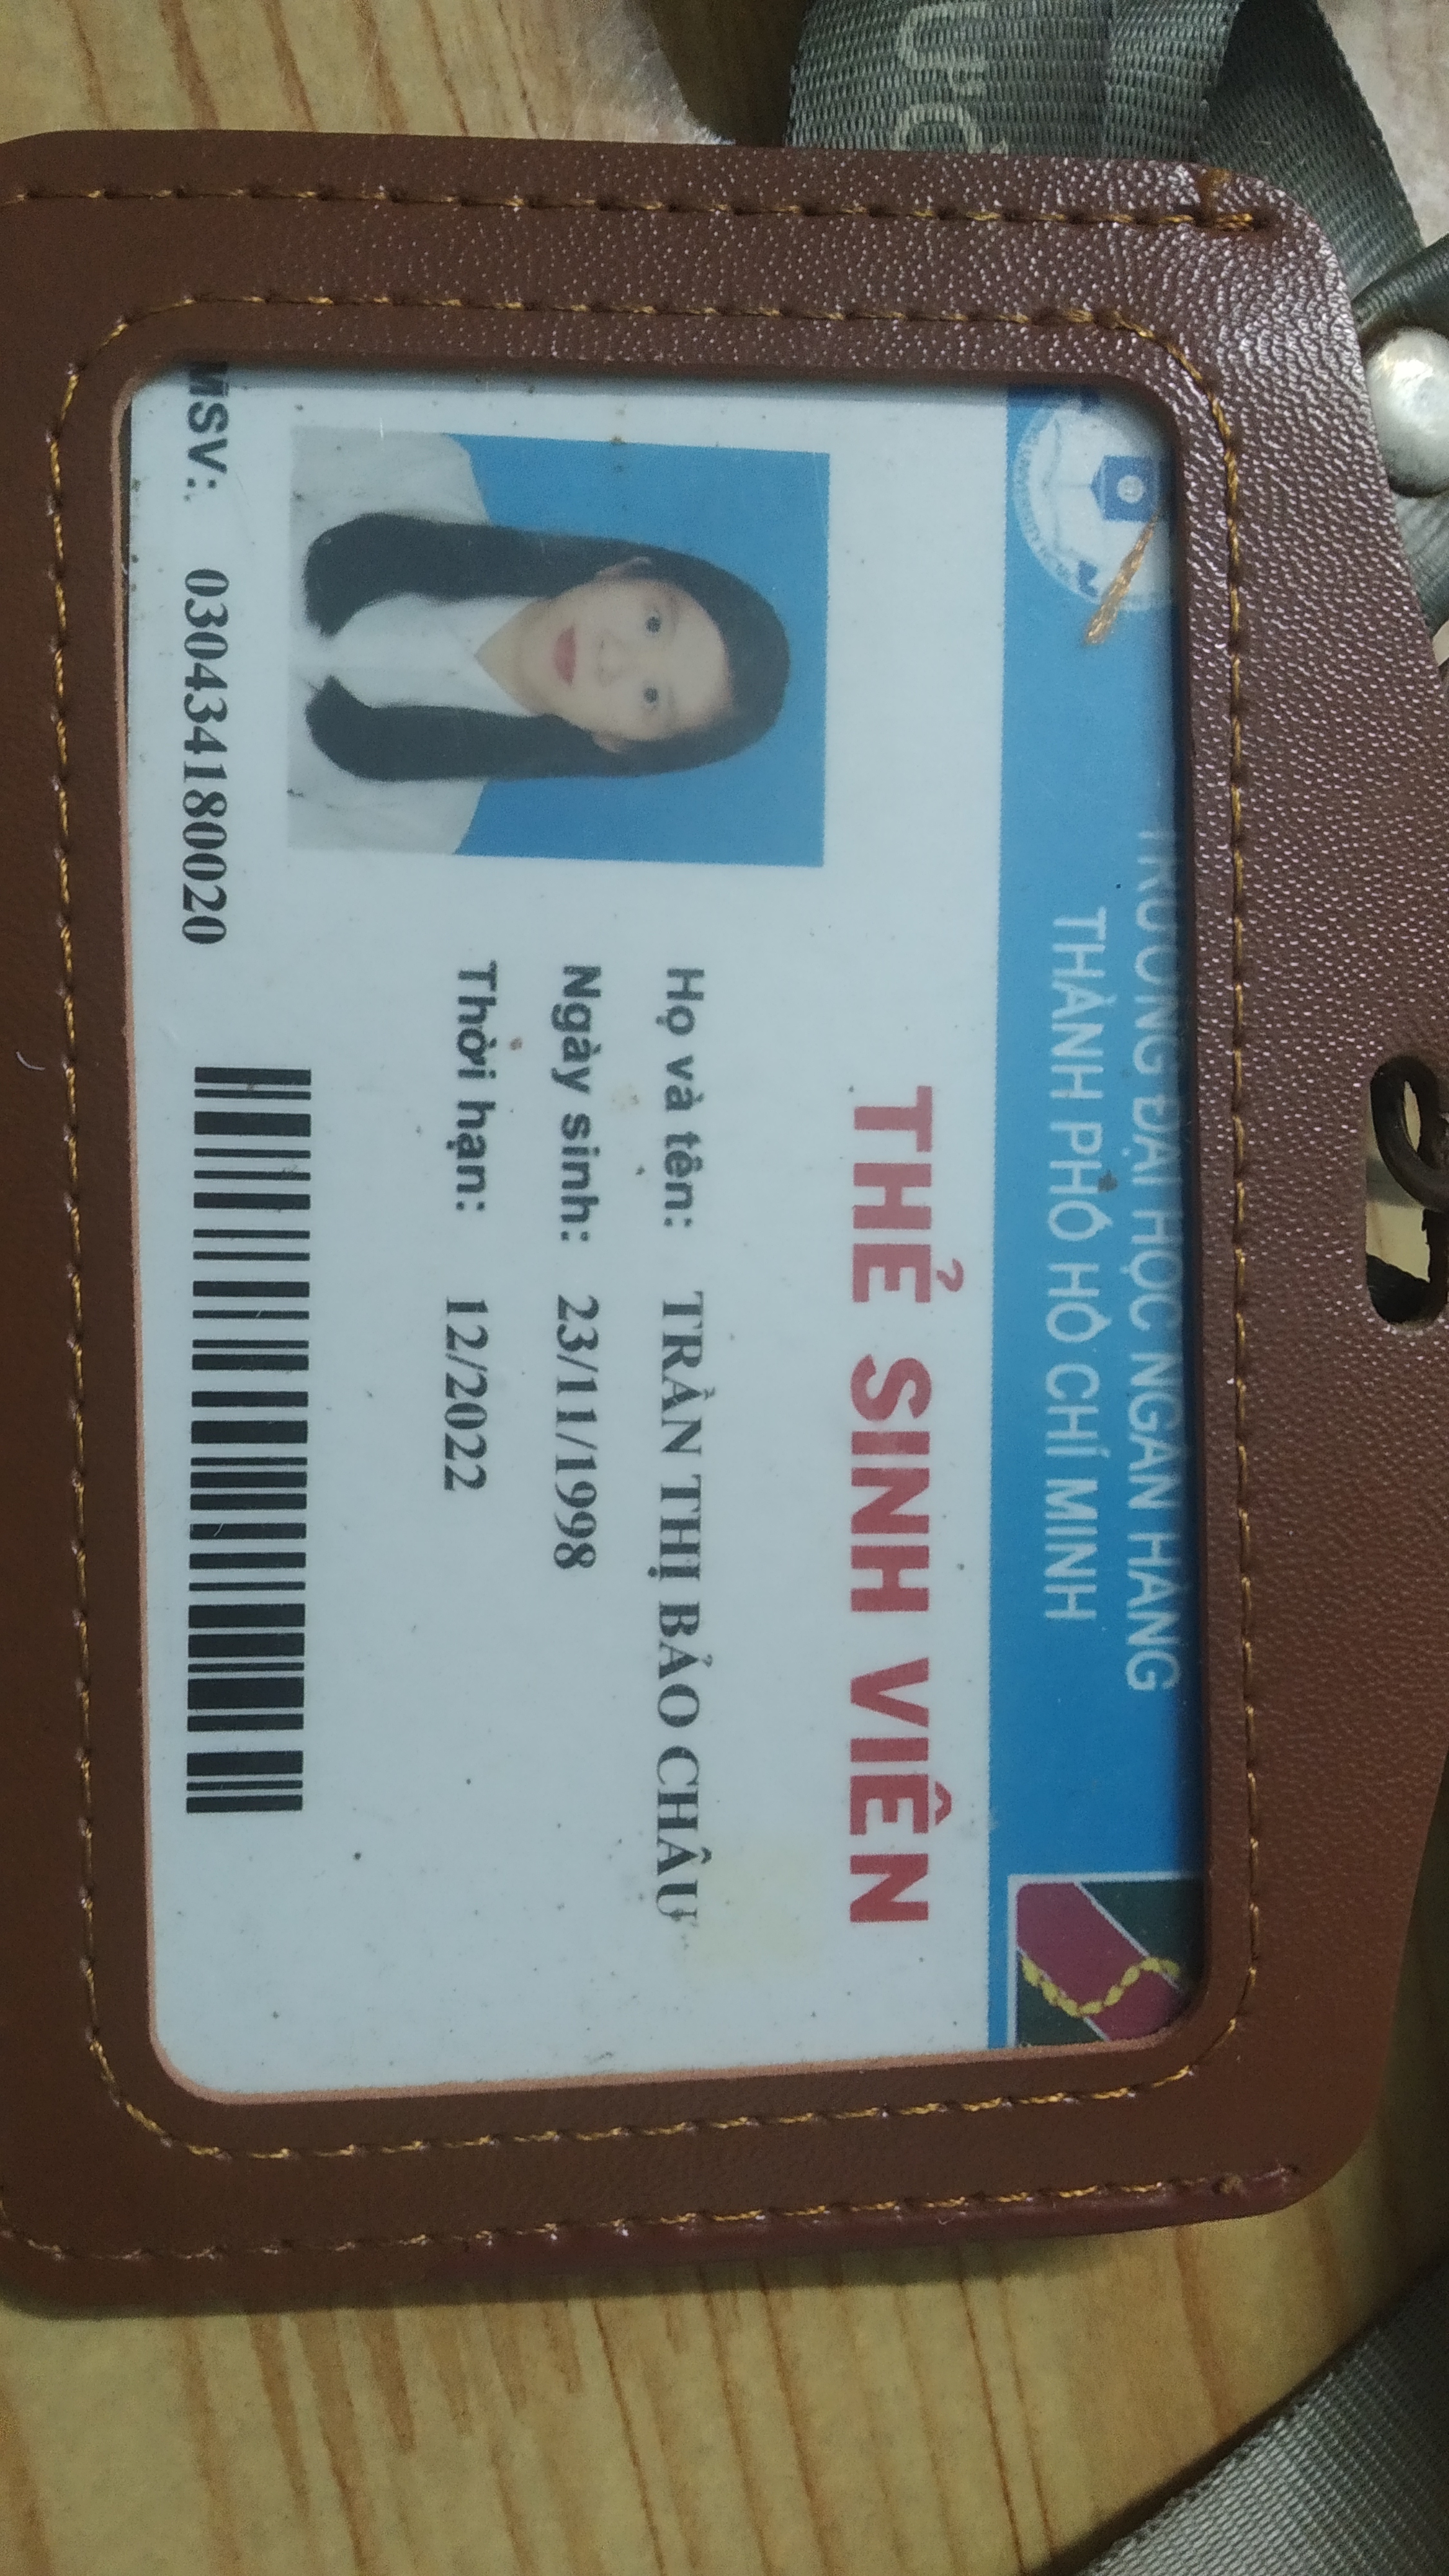 TRƯỜNG ĐẠI HỌC NGÂN HÀNG
THÀNH PHỐ HỒ CHÍ MINH
THẺ SINH VIÊN
Họ và tên: TRẦN THỊ BẢO CHÂU
Ngày sinh: 23/11/1998
Thời hạn: 12/2022
MSV: 030434180020